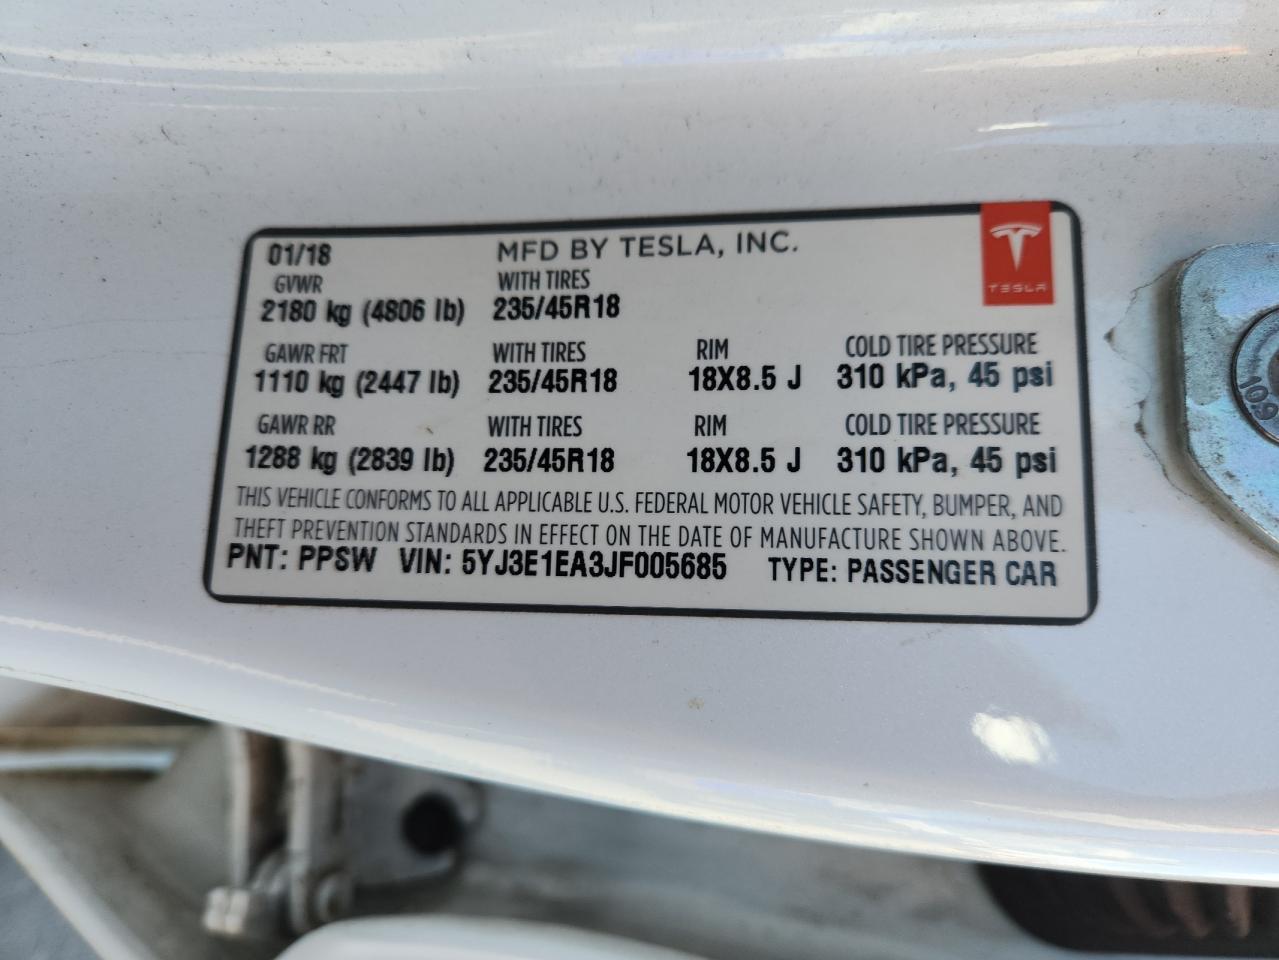 01/18 MFD BY TESLA, INC.
TESLA
GVWR WITH TIRES
2180 kg (4806 lb) 235/45R18
GAWR FRT WITH TIRES RIM COLD TIRE PRESSURE
1110 kg (2447 lb) 235/45R18 18X8.5 J 310 kPa, 45 psi
GAWR RR WITH TIRES RIM COLD TIRE PRESSURE
1288 kg (2839 lb) 235/45R18 18X8.5 J 310 kPa, 45 psi
THIS VEHICLE CONFORMS TO ALL APPLICABLE U.S. FEDERAL MOTOR VEHICLE SAFETY, BUMPER, AND
THEFT PREVENTION STANDARDS IN EFFECT ON THE DATE OF MANUFACTURE SHOWN ABOVE.
PNT: PPSW VIN: 5YJ3E1EA3JF005685 TYPE: PASSENGER CAR
10.9